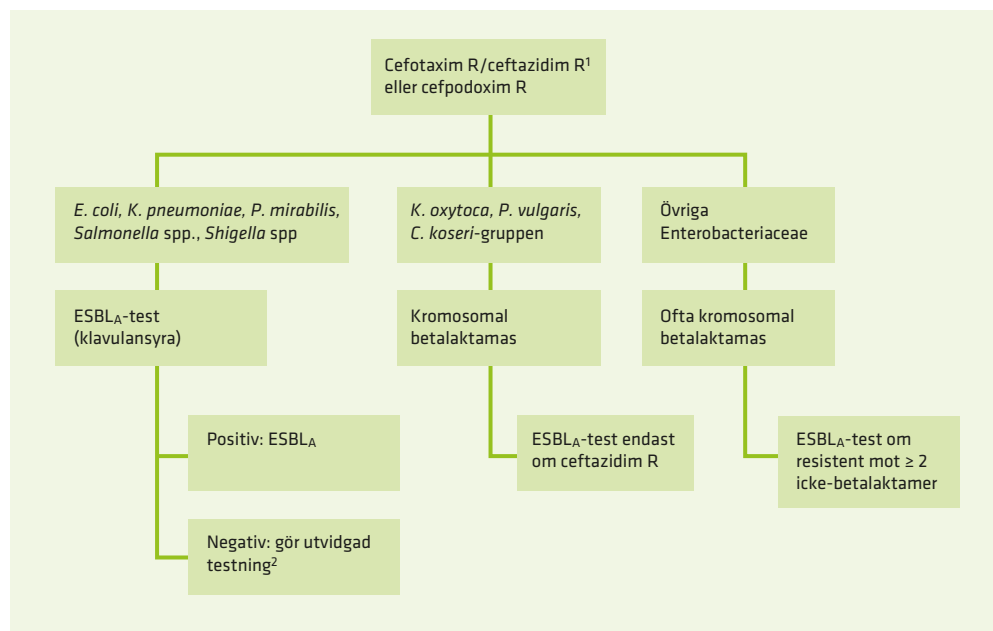 Cefotaxim R/ceftazidim R¹
eller cefpodoxim R
E. coli, K. pneumoniae, P. mirabilis,
Salmonella spp., Shigella spp
K. oxytoca, P. vulgaris,
C. koseri-gruppen
Övriga
Enterobacteriaceae
ESBLA-test
(klavulansyra)
Kromosomal
betalaktamas
Ofta kromosomal
betalaktamas
Positiv: ESBLA
ESBLA-test endast
om ceftazidim R
ESBLA-test om
resistent mot ≥ 2
icke-betalaktamer
Negativ: gör utvidgad
testning²